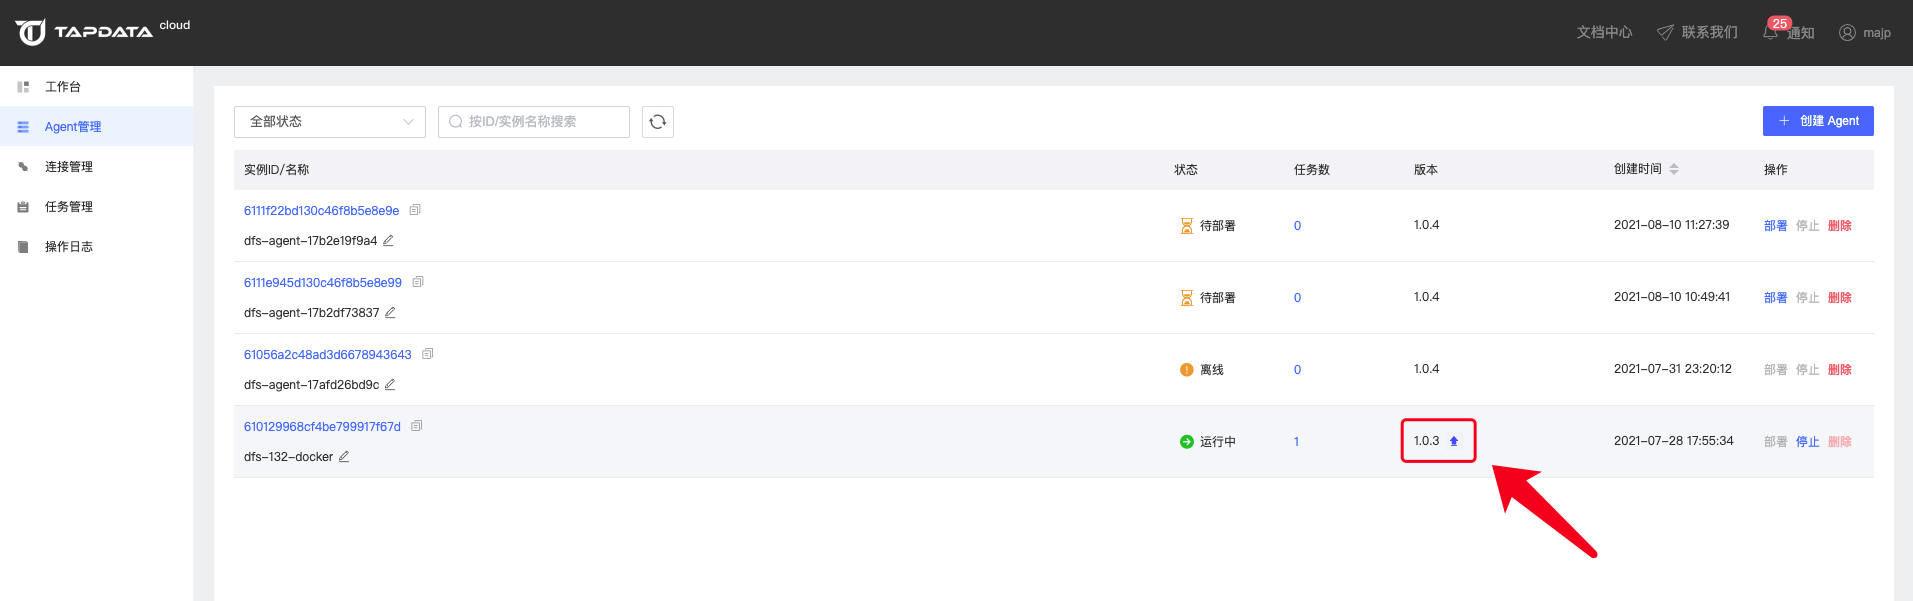 TAPDATA cloud
文档中心 联系我们 25 通知 majp
工作台
Agent管理
连接管理
任务管理
操作日志
全部状态 按ID/实例名称搜索 创建 Agent
实例ID/名称 状态 任务数 版本 创建时间 操作
6111f22bd130c46f8b5e8e9e
dfs-agent-17b2e19f9a4
待部署 0 1.0.4 2021-08-10 11:27:39 部署 停止 删除
6111e945d130c46f8b5e8e99
dfs-agent-17b2df73837
待部署 0 1.0.4 2021-08-10 10:49:41 部署 停止 删除
61056a2c48ad3d6678943643
dfs-agent-17afd26bd9c
离线 0 1.0.4 2021-07-31 23:20:12 部署 停止 删除
610129968cf4be799917f67d
dfs-132-docker
运行中 1 1.0.3 2021-07-28 17:55:34 部署 停止 删除